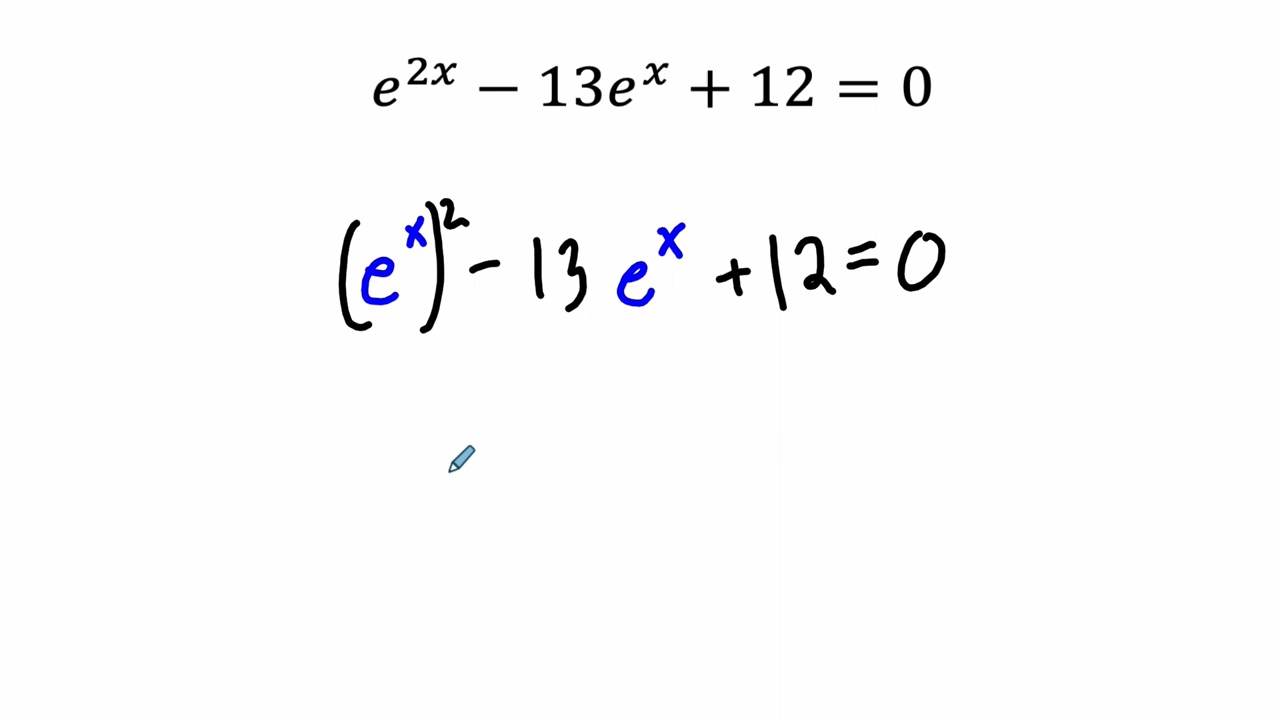 e^{2x} − 13e^x + 12 = 0
(e^x)^2 − 13 e^x + 12 = 0